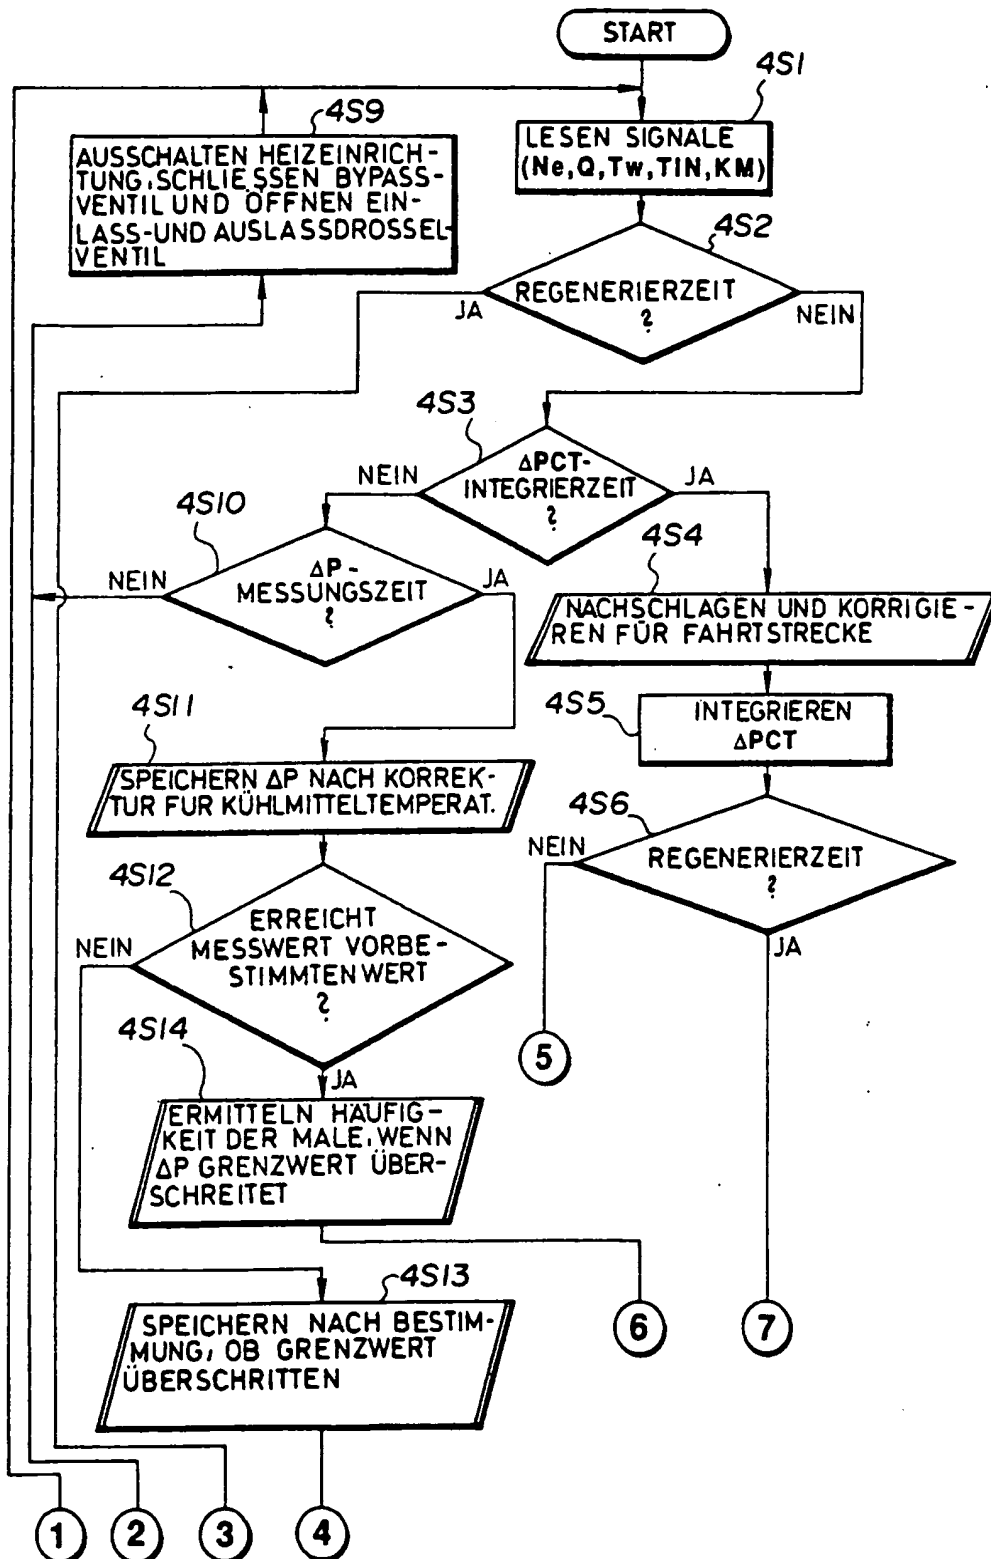 START
4S1
4S9
LESEN SIGNALE
(Ne,Q,Tw,TIN,KM)
AUSSCHALTEN HEIZEINRICH-
TUNG,SCHLIESSEN BYPASS-
VENTIL UND ÖFFNEN EIN-
LASS-UND AUSLASSDROSSEL-
VENTIL
4S2
REGENERIERZEIT
?
JA
NEIN
4S3
ΔPCT-
INTEGRIERZEIT
?
NEIN
JA
4S10
4S4
ΔP-
MESSUNGSZEIT
?
NEIN
JA
NACHSCHLAGEN UND KORRIGIE-
REN FÜR FAHRTSTRECKE
4S11
4S5
INTEGRIEREN
ΔPCT
SPEICHERN ΔP NACH KORREK-
TUR FUR KÜHLMITTELTEMPERAT.
4S6
NEIN
REGENERIERZEIT
?
JA
4S12
ERREICHT
MESSWERT VORBE-
STIMMTEN WERT
?
NEIN
4S14
JA
5
ERMITTELN HÄUFIG-
KEIT DER MALE, WENN
ΔP GRENZWERT ÜBER-
SCHREITET
4S13
SPEICHERN NACH BESTIM-
MUNG, OB GRENZWERT
ÜBERSCHRITTEN
6
7
1
2
3
4